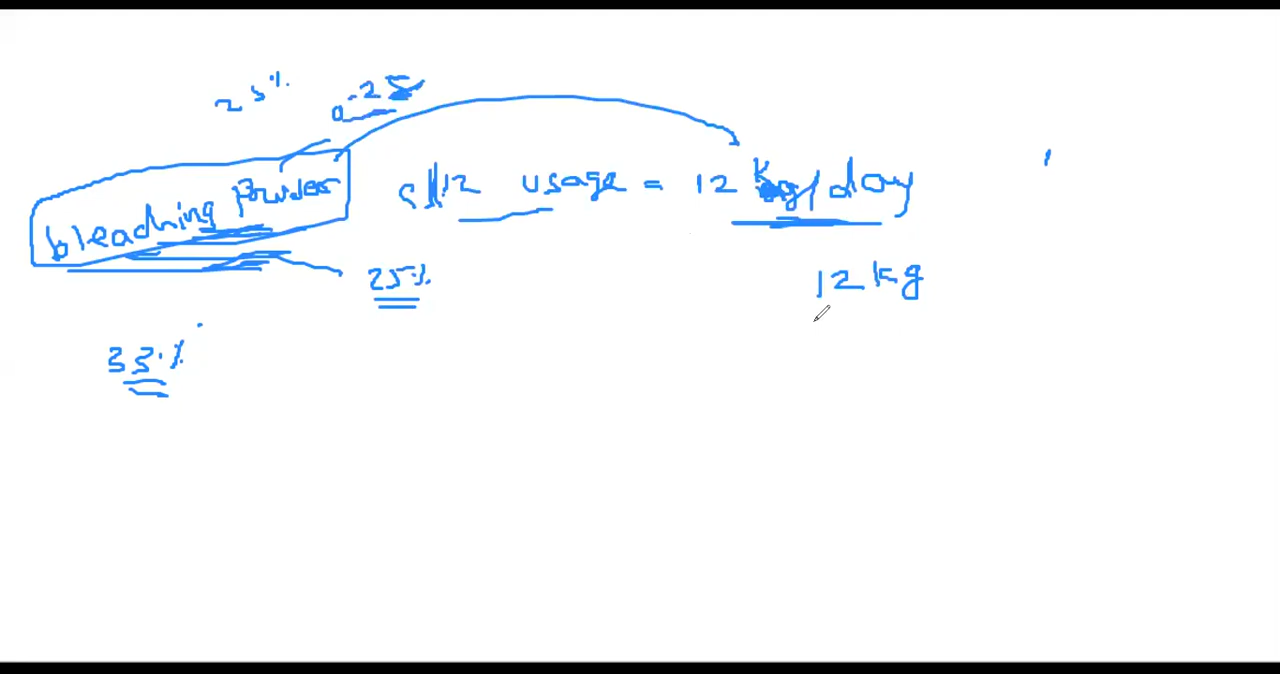 25% 0.25
bleaching Powder cl2 usage = 12 kg/day
25% 12 kg
33%